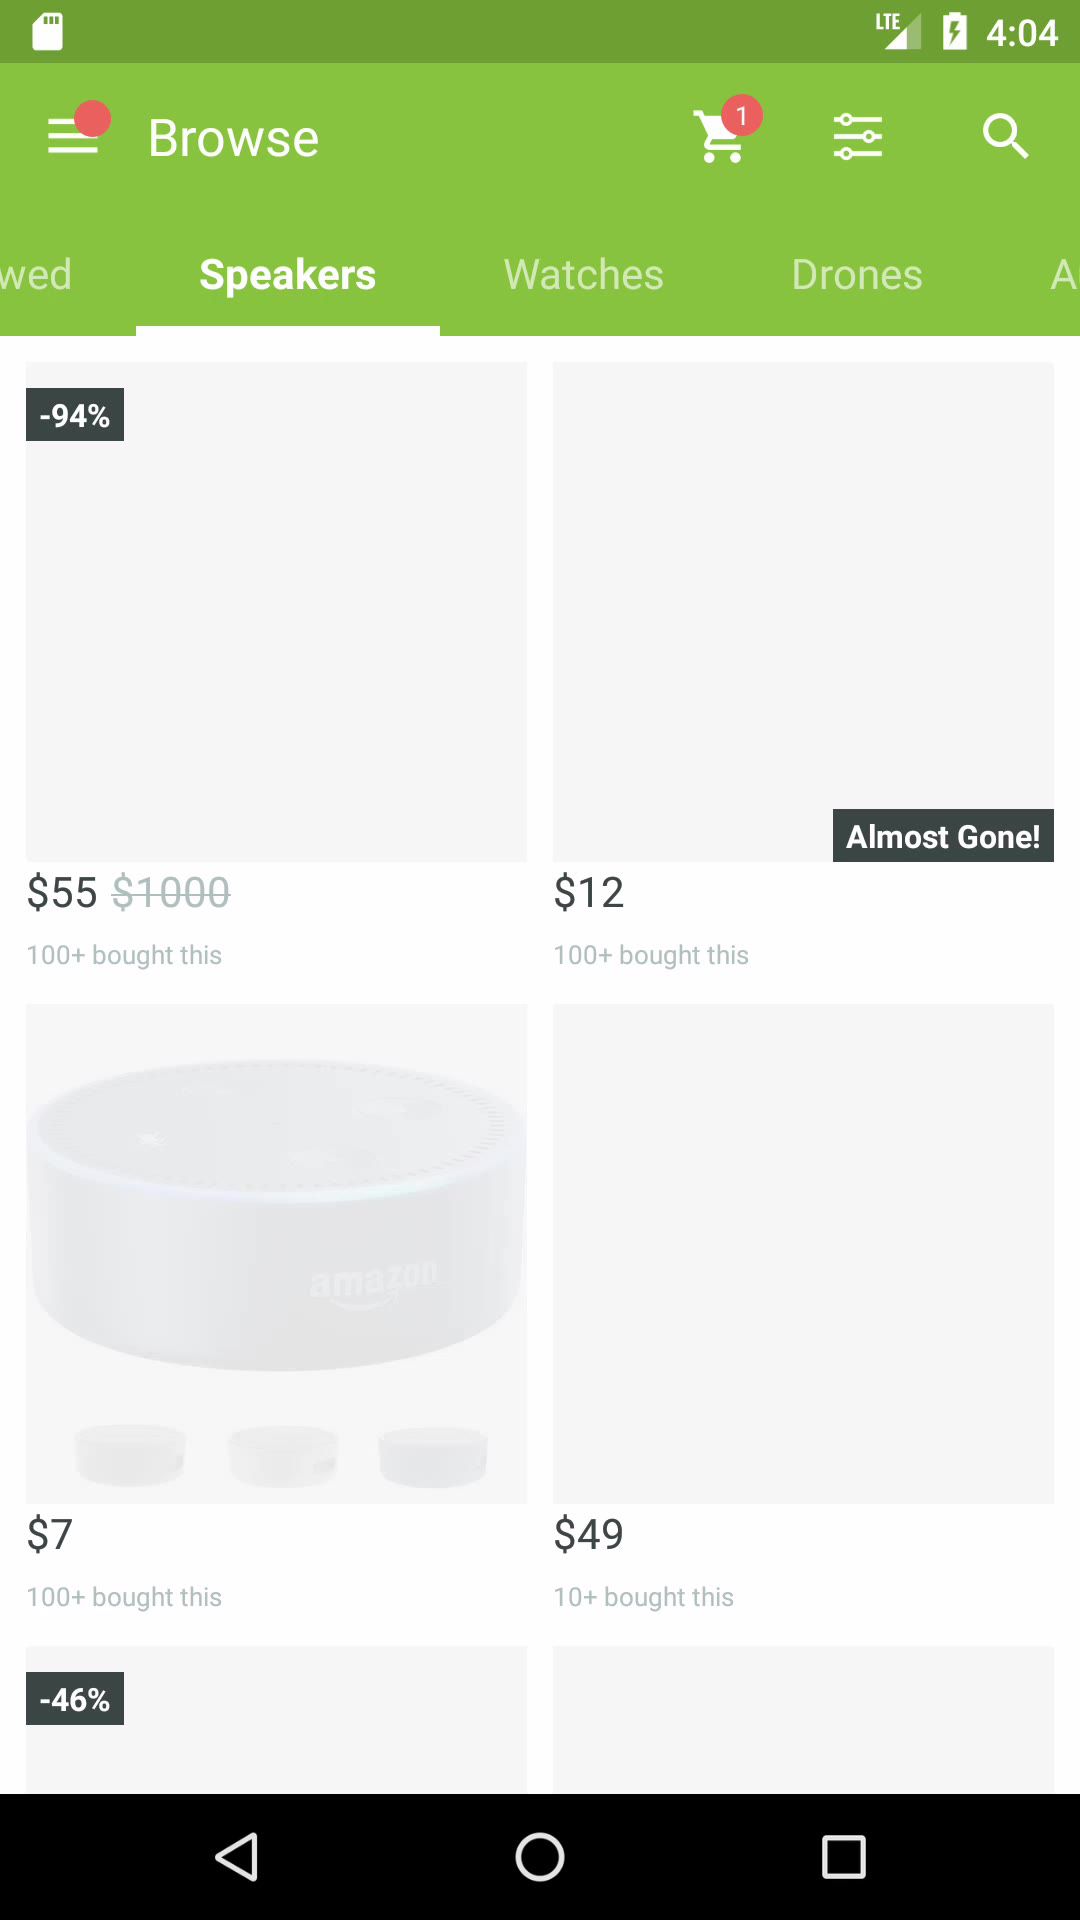 LTE 4:04
Browse 1
wed Speakers Watches Drones A
-94%
Almost Gone!
$55 $1000 $12
100+ bought this 100+ bought this
amazon
$7 $49
100+ bought this 10+ bought this
-46%